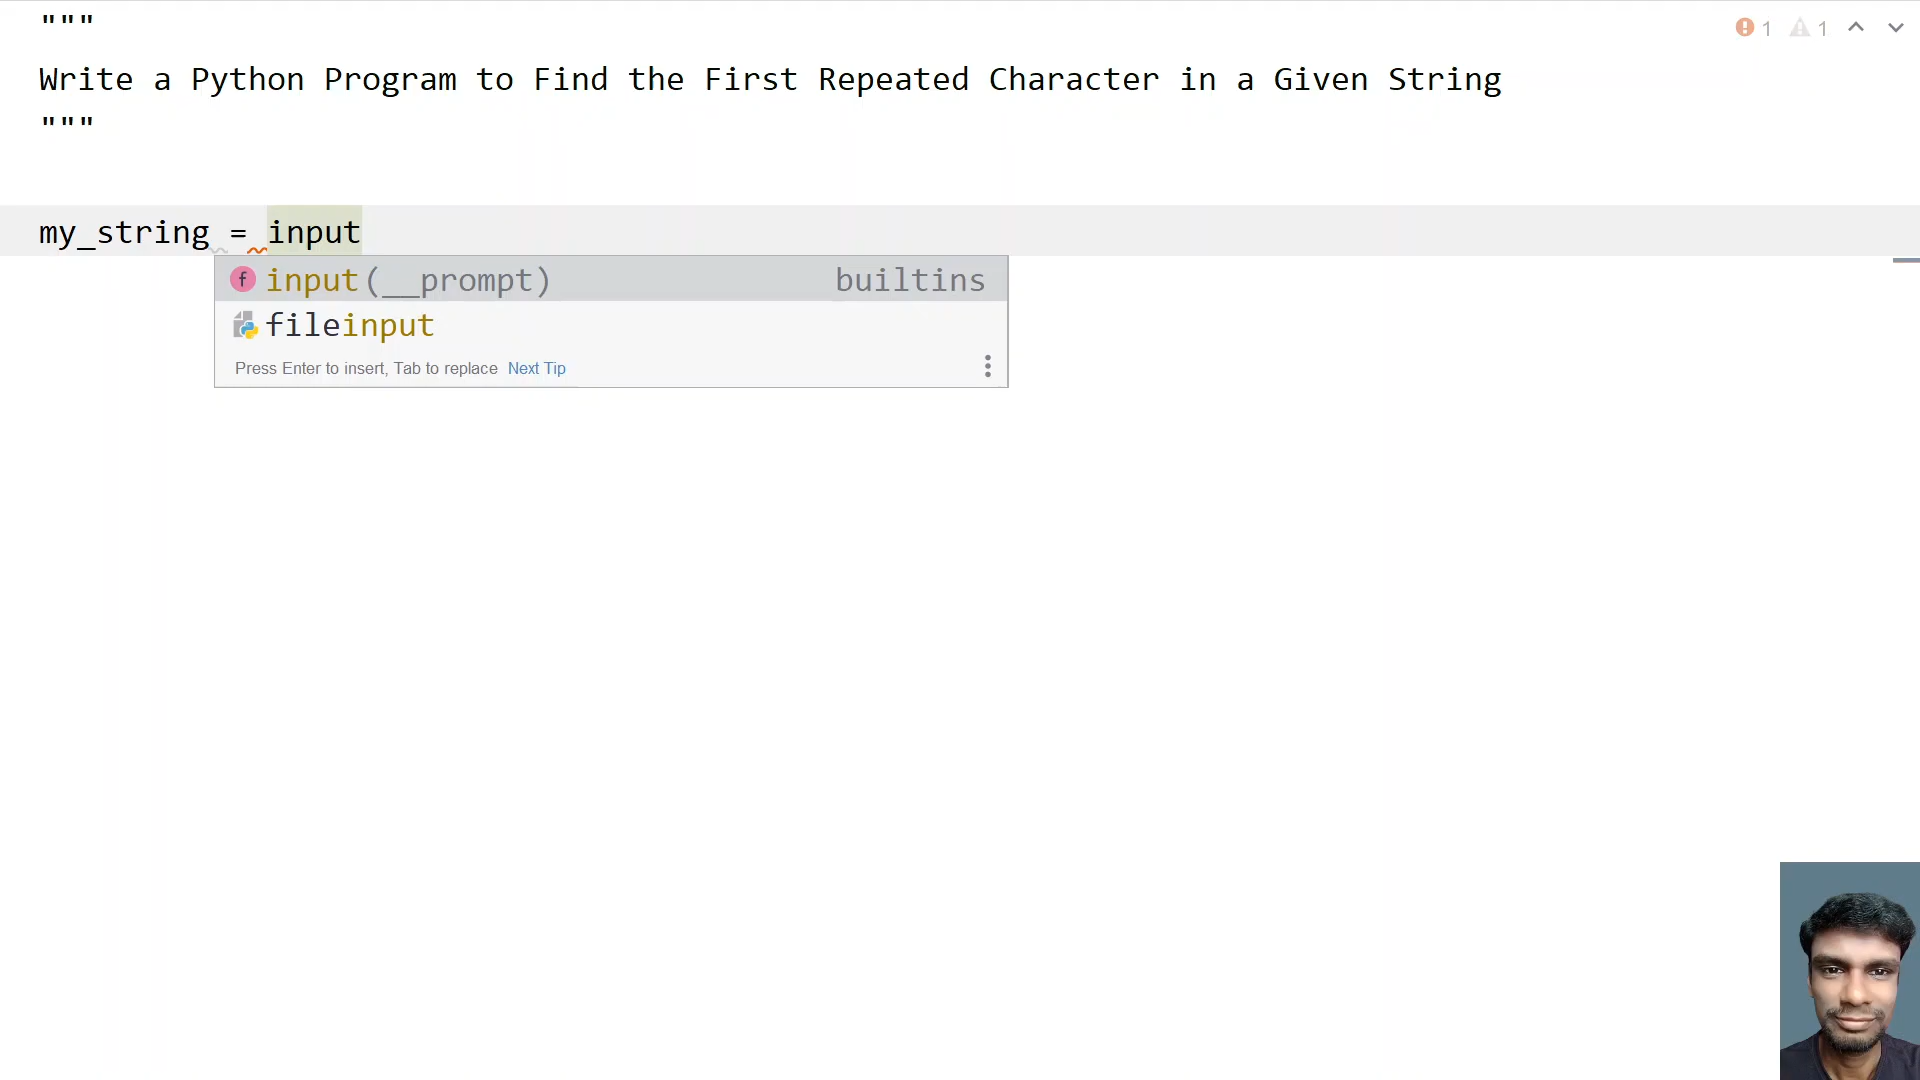 """
1 1
Write a Python Program to Find the First Repeated Character in a Given String
"""
my_string = input
f input(__prompt) builtins
fileinput
Press Enter to insert, Tab to replace Next Tip